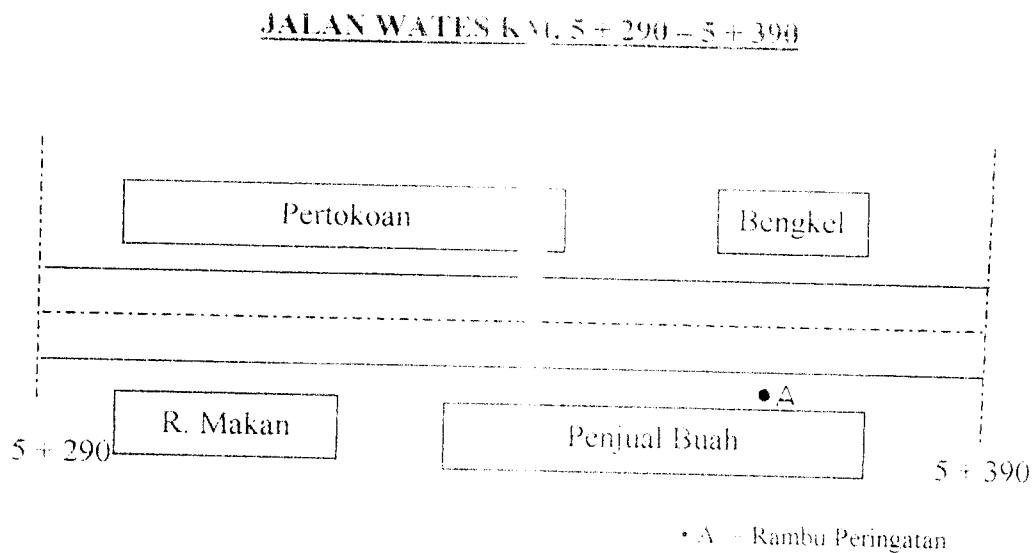 JALAN WATES KM. 5 + 290 – 5 + 390
Pertokoan
Bengkel
A
R. Makan
Penjual Buah
5 + 290
5 + 390
• A = Rambu Peringatan